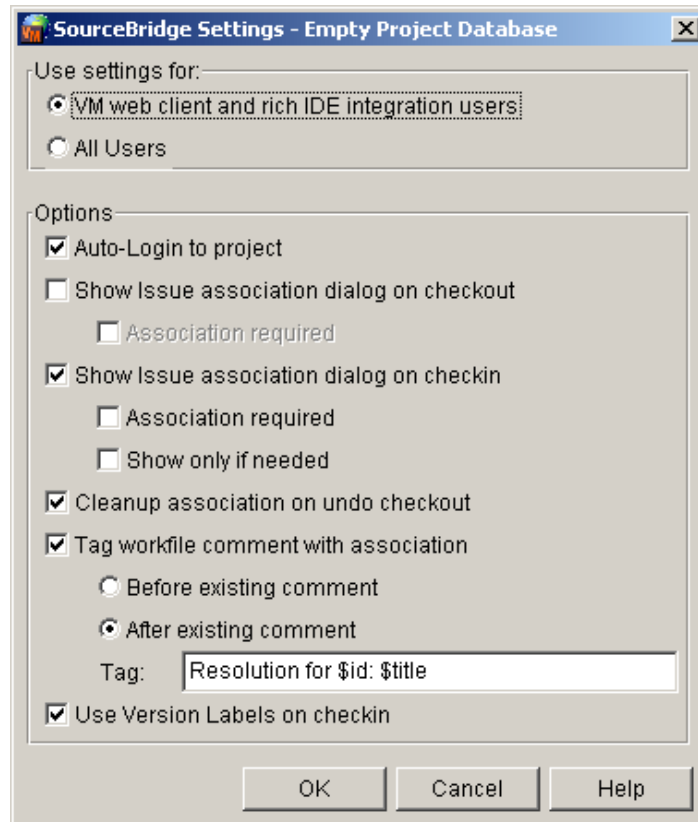 VM
SourceBridge Settings - Empty Project Database
Use settings for:
VM web client and rich IDE integration users
All Users
Options
Auto-Login to project
Show Issue association dialog on checkout
Association required
Show Issue association dialog on checkin
Association required
Show only if needed
Cleanup association on undo checkout
Tag workfile comment with association
Before existing comment
After existing comment
Tag: Resolution for $id: $title
Use Version Labels on checkin
OK Cancel Help